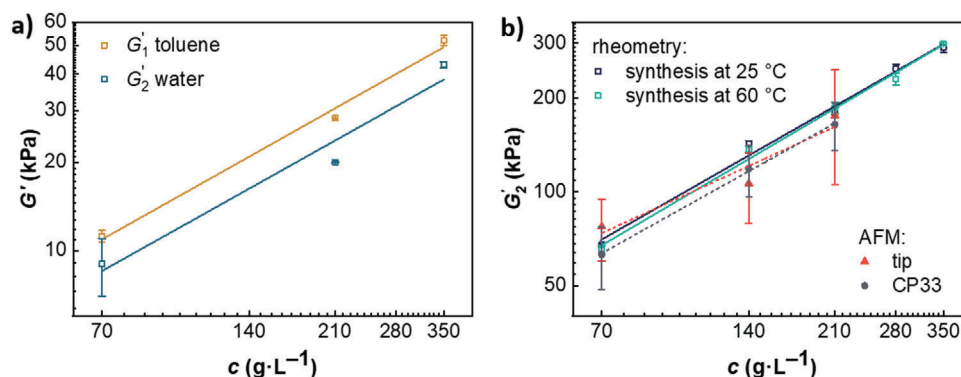 a)
G′₁ toluene
G′₂ water
60
50
40
30
20
10
G′ (kPa)
70
140
210
280
350
c (g·L⁻¹)
b)
rheometry:
synthesis at 25 °C
synthesis at 60 °C
AFM:
tip
CP33
300
200
100
50
G′₂ (kPa)
70
140
210
280
350
c (g·L⁻¹)